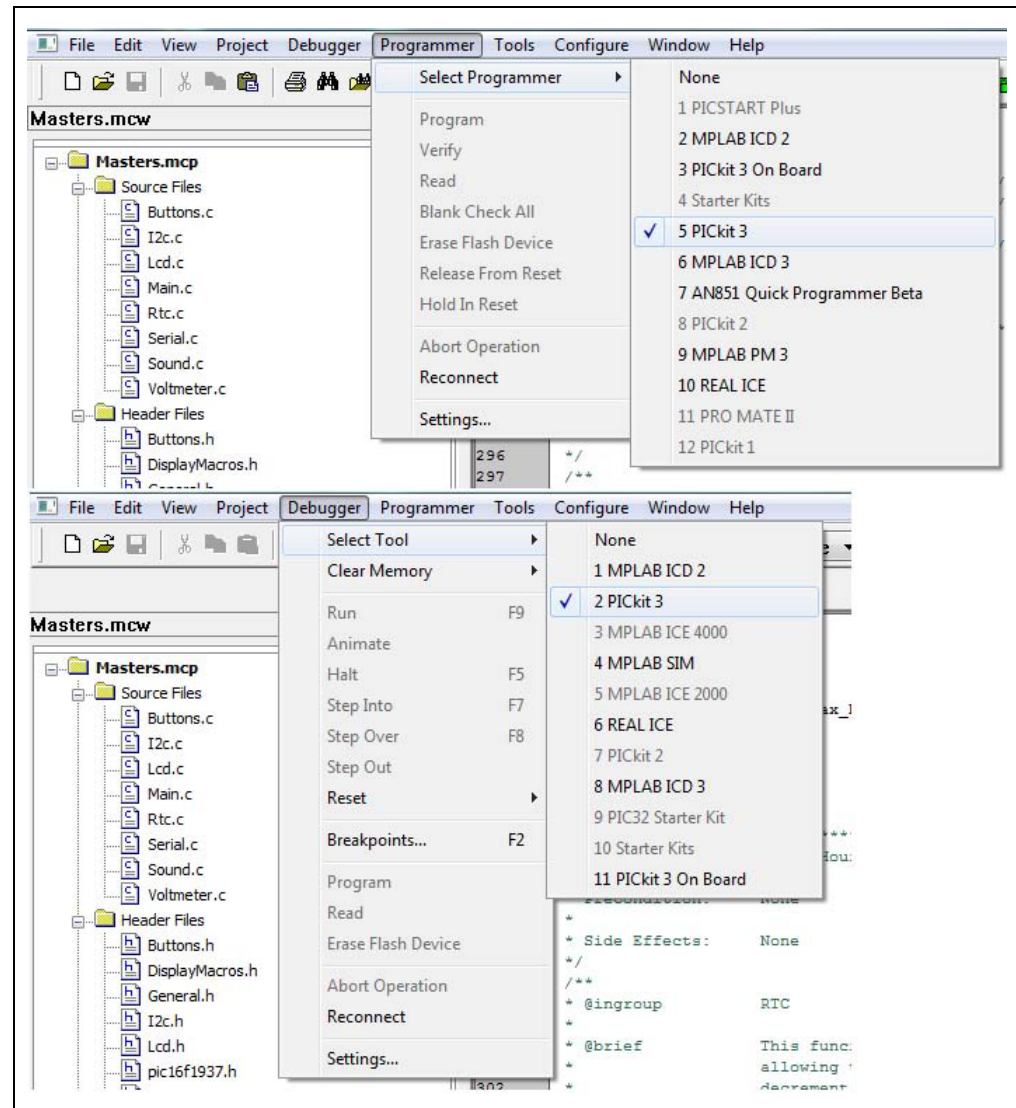 File Edit View Project Debugger Programmer Tools Configure Window Help
Masters.mcw
Masters.mcp
Source Files
Buttons.c
I2c.c
Lcd.c
Main.c
Rtc.c
Serial.c
Sound.c
Voltmeter.c
Header Files
Buttons.h
DisplayMacros.h
Select Programmer
Program
Verify
Read
Blank Check All
Erase Flash Device
Release From Reset
Hold In Reset
Abort Operation
Reconnect
Settings...
None
1 PICSTART Plus
2 MPLAB ICD 2
3 PICkit 3 On Board
4 Starter Kits
5 PICkit 3
6 MPLAB ICD 3
7 AN851 Quick Programmer Beta
8 PICkit 2
9 MPLAB PM 3
10 REAL ICE
11 PRO MATE II
12 PICkit 1
296 */
297 /**
File Edit View Project Debugger Programmer Tools Configure Window Help
Masters.mcw
Masters.mcp
Source Files
Buttons.c
I2c.c
Lcd.c
Main.c
Rtc.c
Serial.c
Sound.c
Voltmeter.c
Header Files
Buttons.h
DisplayMacros.h
General.h
I2c.h
Lcd.h
pic16f1937.h
Select Tool
Clear Memory
Run F9
Animate
Halt F5
Step Into F7
Step Over F8
Step Out
Reset
Breakpoints... F2
Program
Read
Erase Flash Device
Abort Operation
Reconnect
Settings...
None
1 MPLAB ICD 2
2 PICkit 3
3 MPLAB ICE 4000
4 MPLAB SIM
5 MPLAB ICE 2000
6 REAL ICE
7 PICkit 2
8 MPLAB ICD 3
9 PIC32 Starter Kit
10 Starter Kits
11 PICkit 3 On Board
* Precondition: None
*
* Side Effects: None
*/
/**
* @ingroup RTC
*
* @brief This func
* allowing
302 * decrement